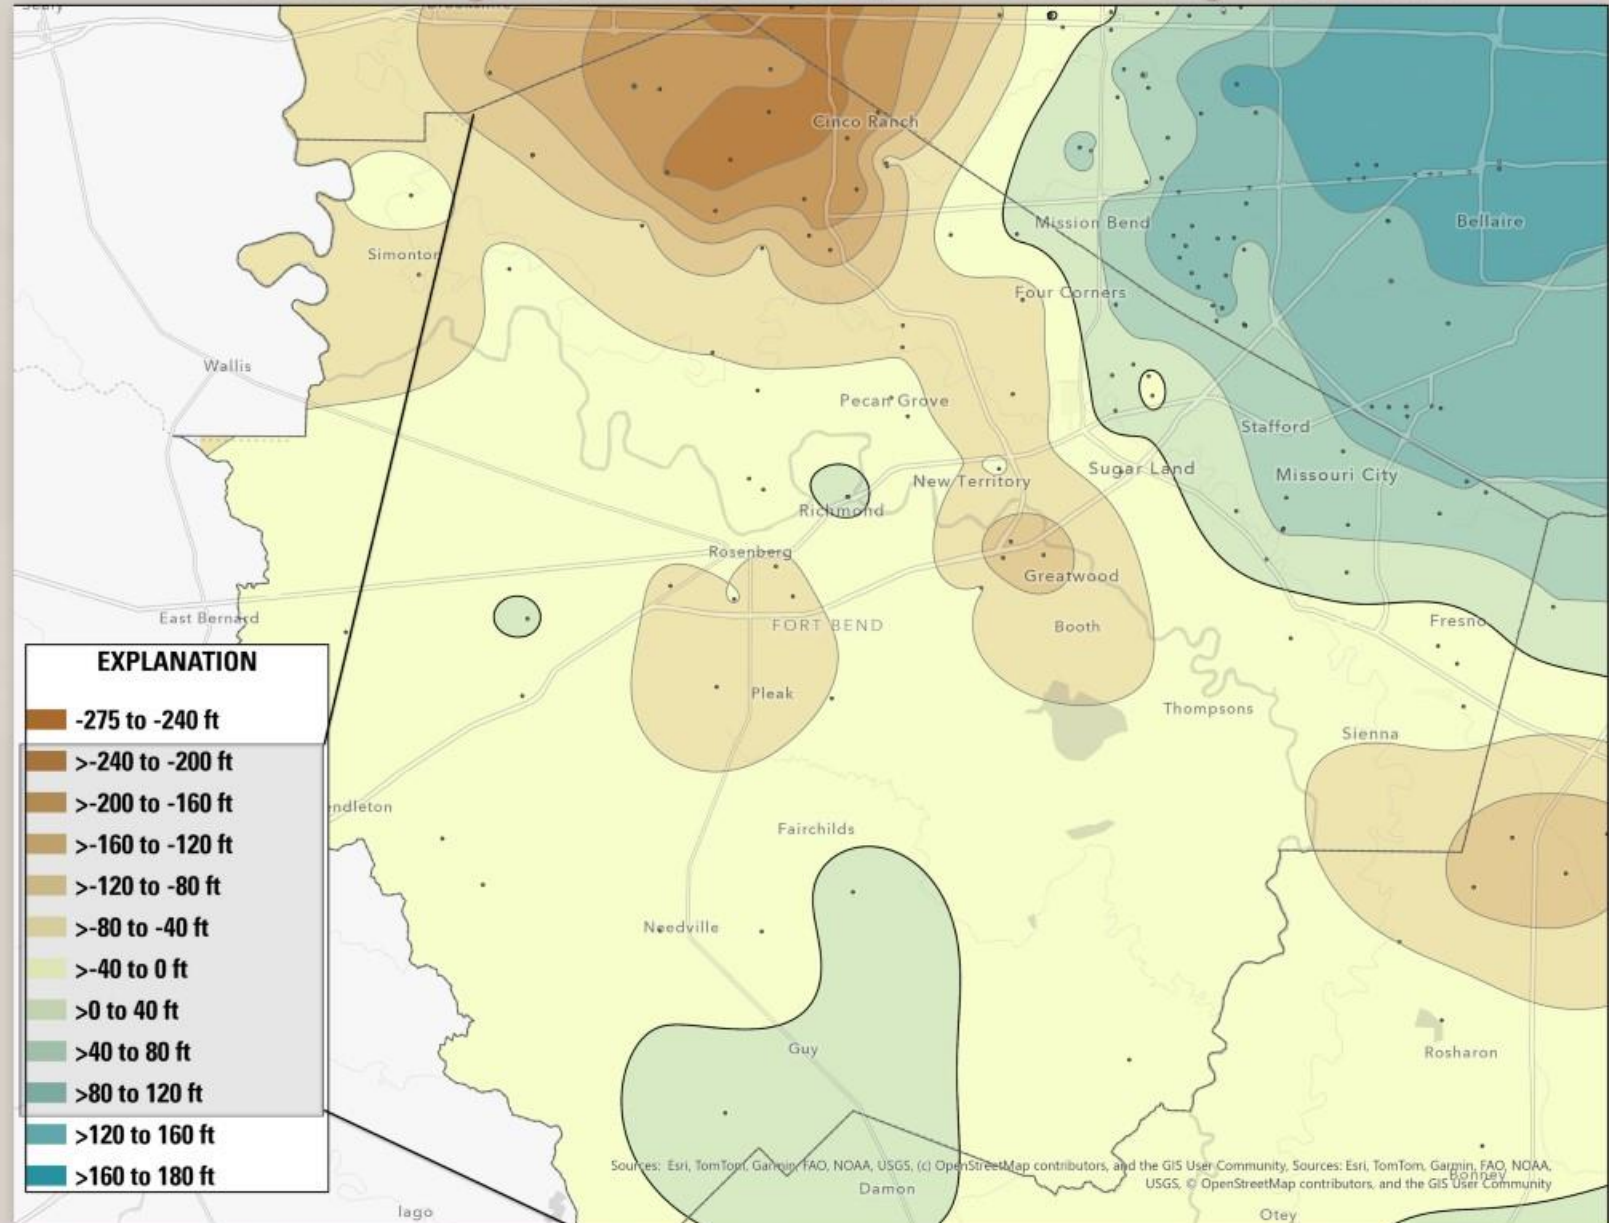 Sealy
Brookshire
Cinco Ranch
Mission Bend
Bellaire
Simonton
Four Corners
Wallis
Pecan Grove
Stafford
Sugar Land
Missouri City
New Territory
Richmond
Rosenberg
Greatwood
East Bernard
FORT BEND
Booth
Fresno
EXPLANATION
-275 to -240 ft
>-240 to -200 ft
>-200 to -160 ft
>-160 to -120 ft
>-120 to -80 ft
>-80 to -40 ft
>-40 to 0 ft
>0 to 40 ft
>40 to 80 ft
>80 to 120 ft
>120 to 160 ft
>160 to 180 ft
Pleak
Thompsons
Sienna
endleton
Fairchilds
Needville
Guy
Rosharon
Sources: Esri, TomTom, Garmin, FAO, NOAA, USGS, (c) OpenStreetMap contributors, and the GIS User Community, Sources: Esri, TomTom, Garmin, FAO, NOAA,
USGS, © OpenStreetMap contributors, and the GIS User Community
Bonney
Damon
Iago
Otey